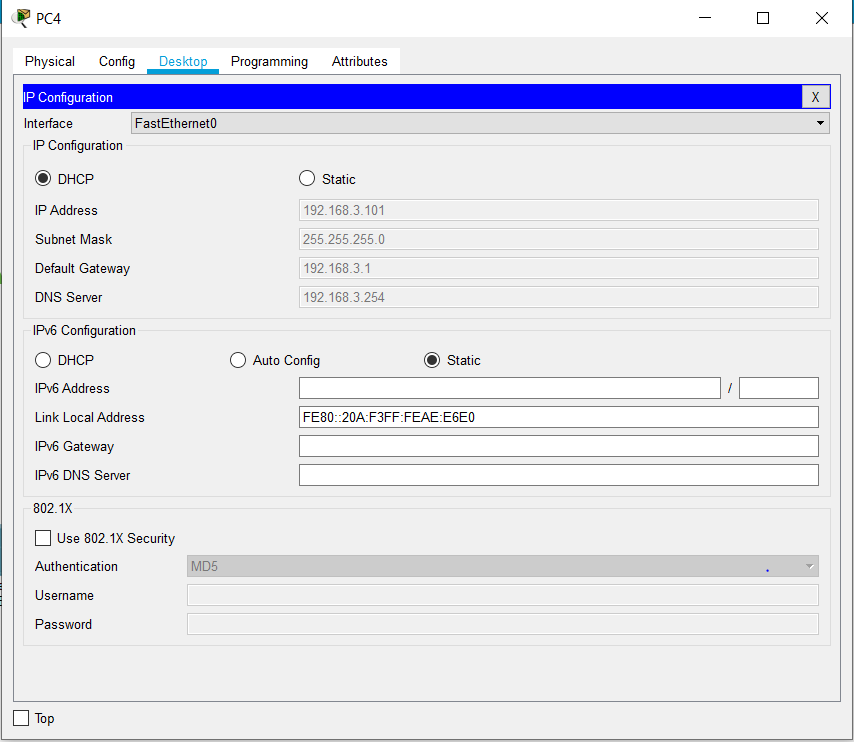 PC4
Physical Config Desktop Programming Attributes
IP Configuration X
Interface FastEthernet0
IP Configuration
DHCP Static
IP Address 192.168.3.101
Subnet Mask 255.255.255.0
Default Gateway 192.168.3.1
DNS Server 192.168.3.254
IPv6 Configuration
DHCP Auto Config Static
IPv6 Address /
Link Local Address FE80::20A:F3FF:FEAE:E6E0
IPv6 Gateway
IPv6 DNS Server
802.1X
Use 802.1X Security
Authentication MD5
Username
Password
Top